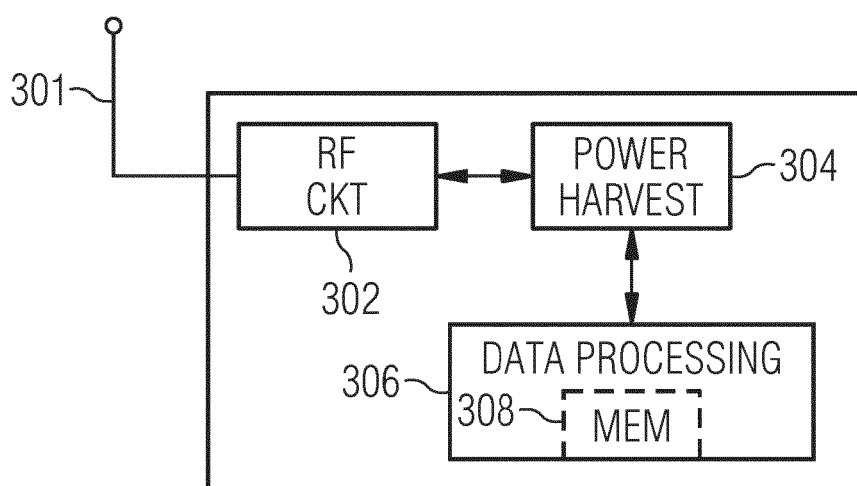 301
RF
CKT
302
POWER
HARVEST
304
DATA PROCESSING
306
308
MEM